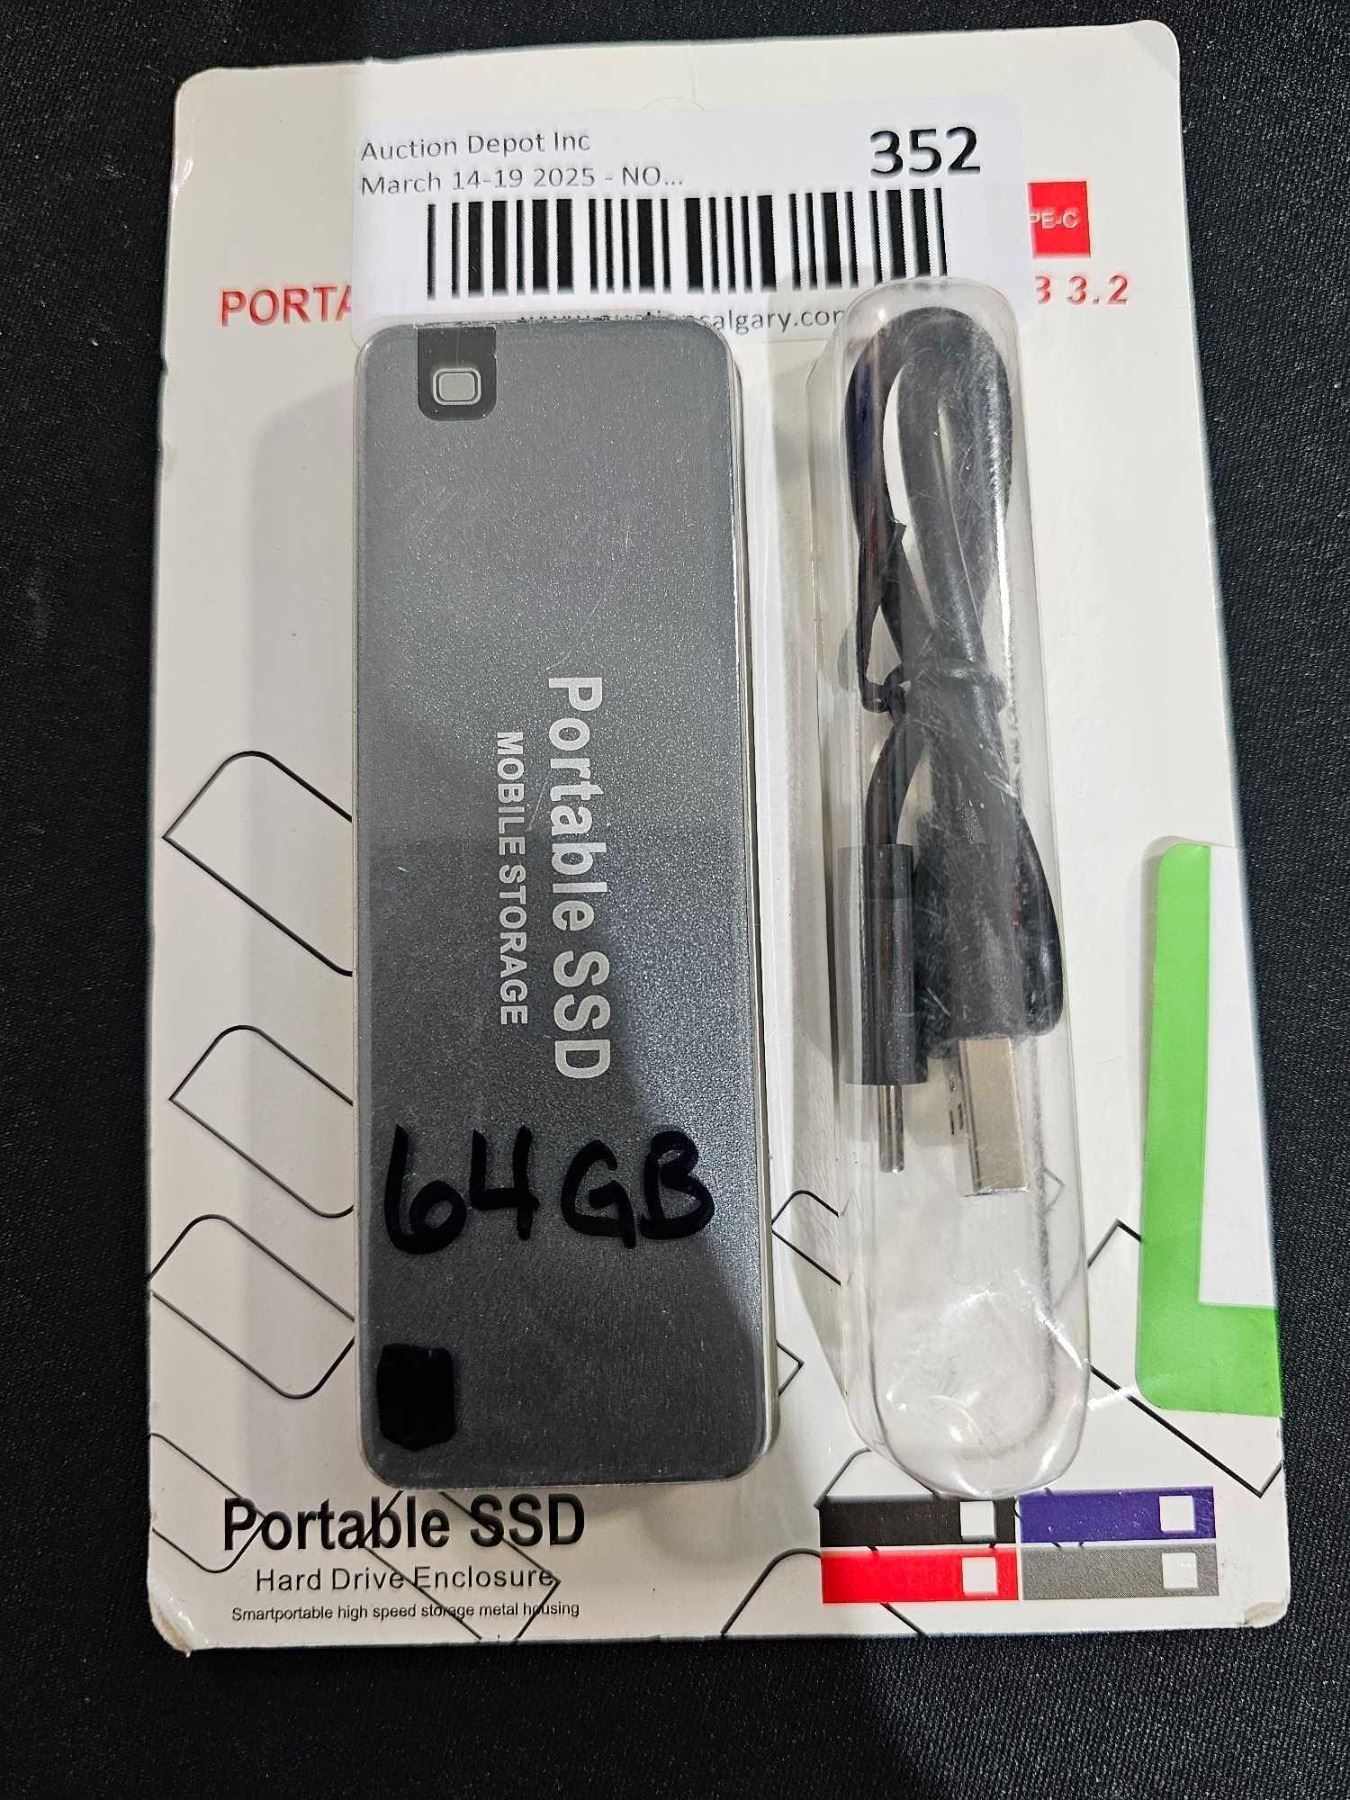 Auction Depot Inc
352
March 14-19 2025 - NO...
PE-C
PORTA
3.2
Portable SSD
MOBILE STORAGE
64GB
Portable SSD
Hard Drive Enclosure
Smartportable high speed storage metal housing